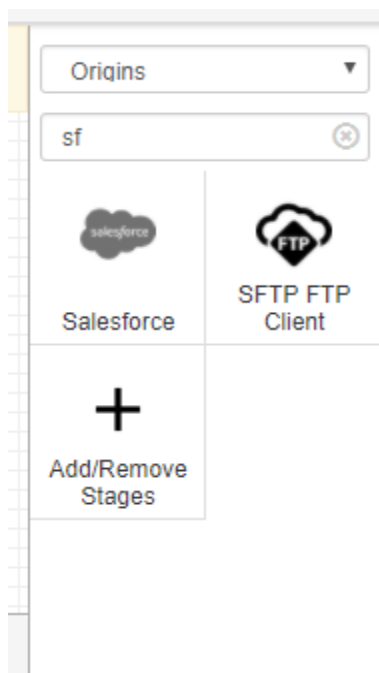 Origins
sf
salesforce
FTP
Salesforce
SFTP FTP
Client
Add/Remove
Stages